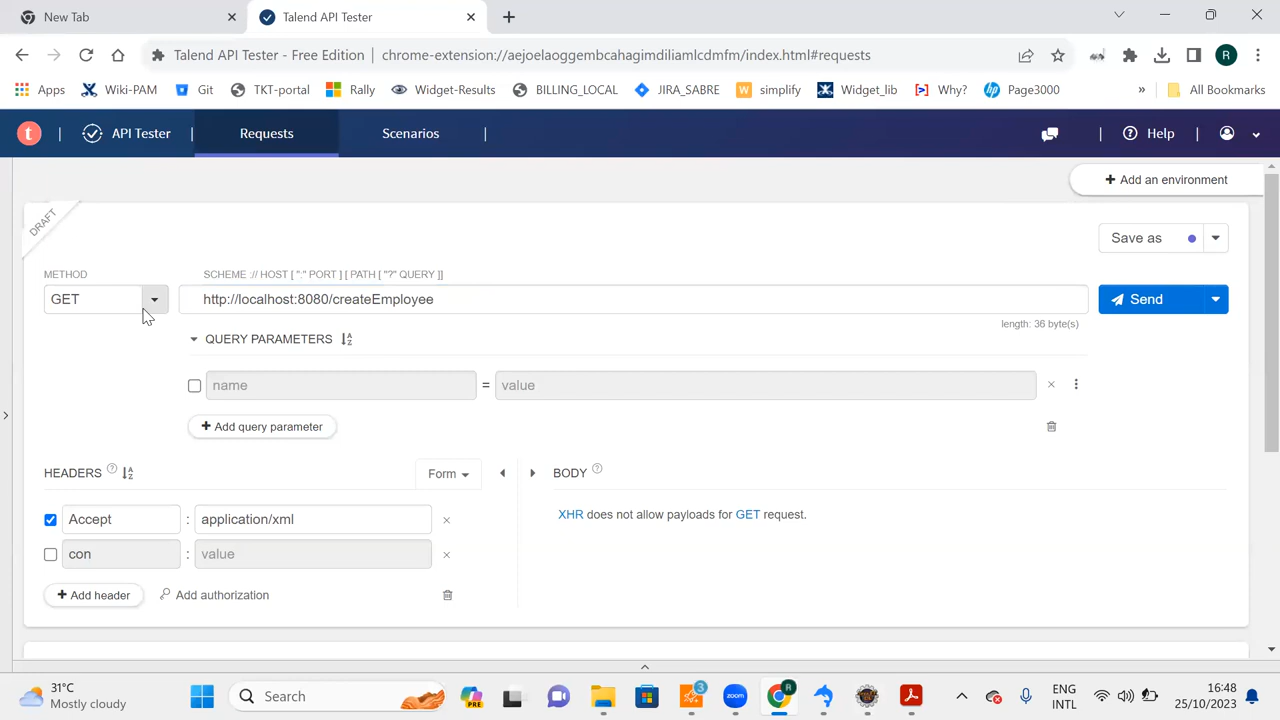 New Tab
Talend API Tester
Talend API Tester - Free Edition | chrome-extension://aejoelaoggembcahagimdiliamlcdmfm/index.html#requests
R
Apps Wiki-PAM Git TKT-portal Rally Widget-Results BILLING_LOCAL JIRA_SABRE simplify Widget_lib Why? Page3000 » All Bookmarks
t | API Tester | Requests Scenarios | | Help |
+ Add an environment
DRAFT
Save as
METHOD SCHEME :// HOST [ ":" PORT ] [ PATH [ "?" QUERY ]]
GET http://localhost:8080/createEmployee Send
length: 36 byte(s)
QUERY PARAMETERS
name = value
+ Add query parameter
HEADERS Form BODY
Accept : application/xml
XHR does not allow payloads for GET request.
con : value
+ Add header Add authorization
31°C
Mostly cloudy
Search
PRE
3
zoom
R
ENG
INTL
16:48
25/10/2023